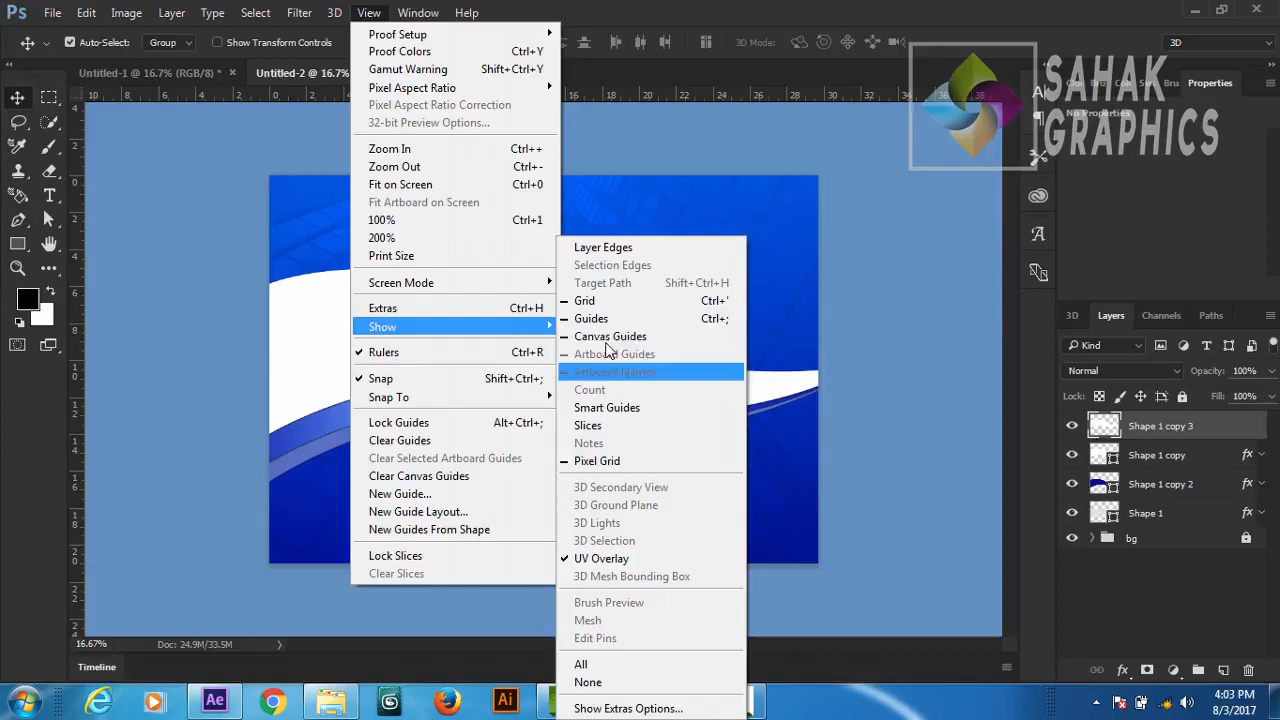 Ps File Edit Image Layer Type Select Filter 3D View Window Help
Auto-Select: Group Show Transform Controls 3D Mode: 3D
Untitled-1 @ 16.7% (RGB/8) * × Untitled-2 @ 16.7%
Proof Setup
Proof Colors Ctrl+Y
Gamut Warning Shift+Ctrl+Y
Pixel Aspect Ratio
Pixel Aspect Ratio Correction
32-bit Preview Options...
Zoom In Ctrl++
Zoom Out Ctrl+-
Fit on Screen Ctrl+0
Fit Artboard on Screen
100% Ctrl+1
200%
Print Size
Screen Mode
Extras Ctrl+H
Show
Rulers Ctrl+R
Snap Shift+Ctrl+;
Snap To
Lock Guides Alt+Ctrl+;
Clear Guides
Clear Selected Artboard Guides
Clear Canvas Guides
New Guide...
New Guide Layout...
New Guides From Shape
Lock Slices
Clear Slices
Layer Edges
Selection Edges
Target Path Shift+Ctrl+H
Grid Ctrl+'
Guides Ctrl+;
Canvas Guides
Artboard Guides
Artboard Names
Count
Smart Guides
Slices
Notes
Pixel Grid
3D Secondary View
3D Ground Plane
3D Lights
3D Selection
UV Overlay
3D Mesh Bounding Box
Brush Preview
Mesh
Edit Pins
All
None
Show Extras Options...
SAHAK
GRAPHICS
Properties
No Properties
3D Layers Channels Paths
Kind
Normal Opacity: 100%
Lock: Fill: 100%
Shape 1 copy 3
Shape 1 copy fx
Shape 1 copy 2 fx
Shape 1 fx
bg
16.67% Doc: 24.9M/33.5M
Timeline
Ae Ai
4:03 PM
8/3/2017